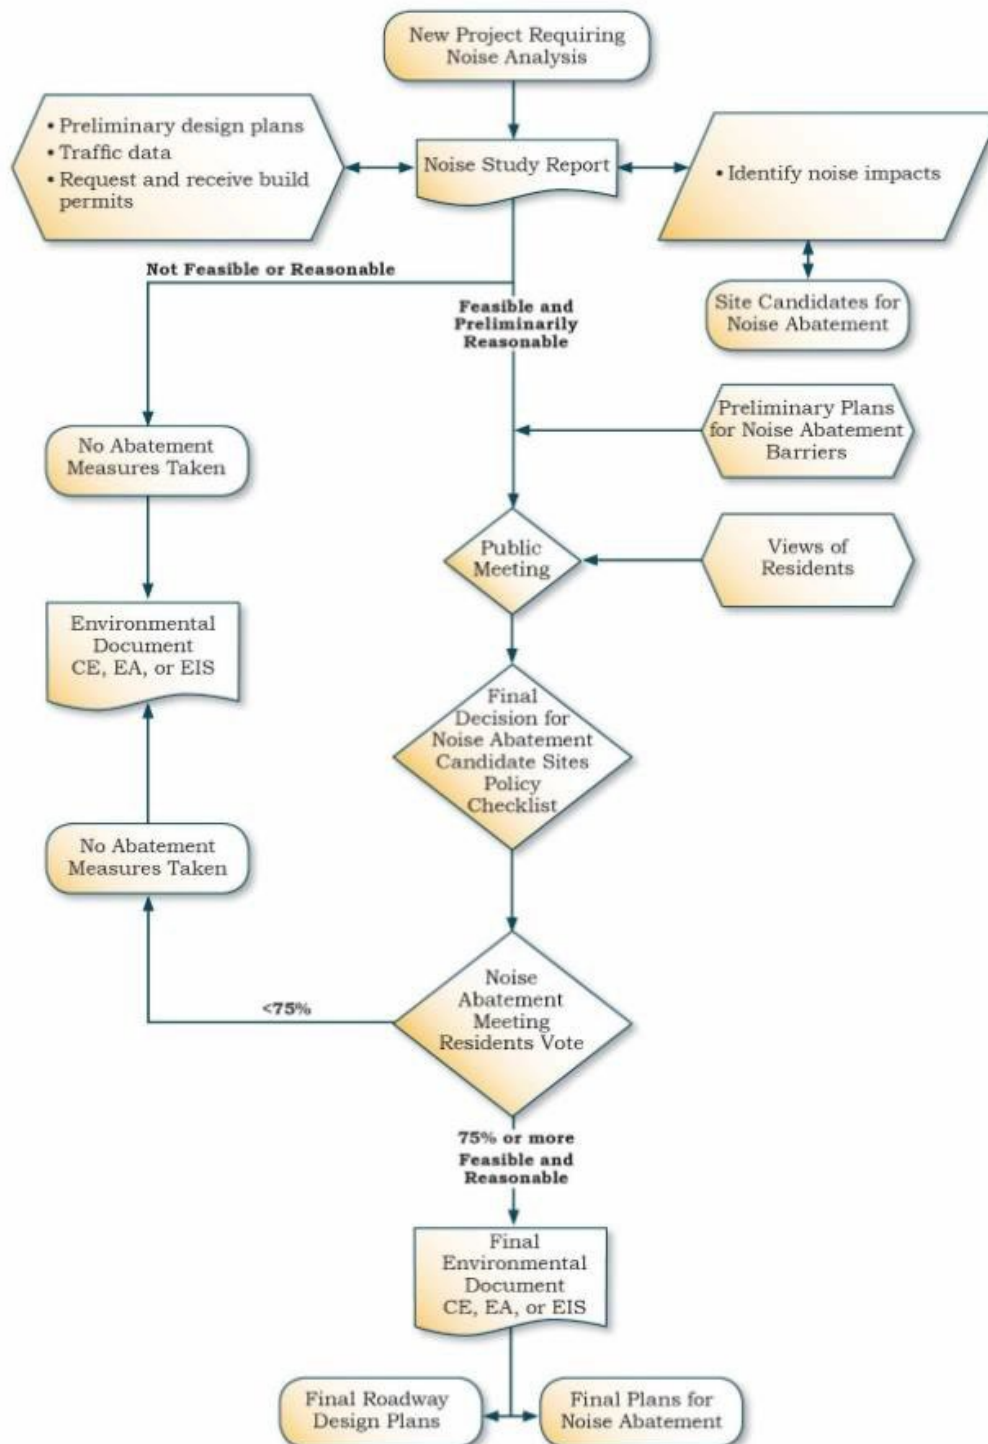 New Project Requiring
Noise Analysis
• Preliminary design plans
• Traffic data
• Request and receive build
permits
Noise Study Report
• Identify noise impacts
Not Feasible or Reasonable
Feasible and
Preliminarily
Reasonable
Site Candidates for
Noise Abatement
Preliminary Plans
for Noise Abatement
Barriers
No Abatement
Measures Taken
Public
Meeting
Views of
Residents
Environmental
Document
CE, EA, or EIS
Final
Decision for
Noise Abatement
Candidate Sites
Policy
Checklist
No Abatement
Measures Taken
Noise
Abatement
Meeting
Residents Vote
<75%
75% or more
Feasible and
Reasonable
Final
Environmental
Document
CE, EA, or EIS
Final Roadway
Design Plans
Final Plans for
Noise Abatement